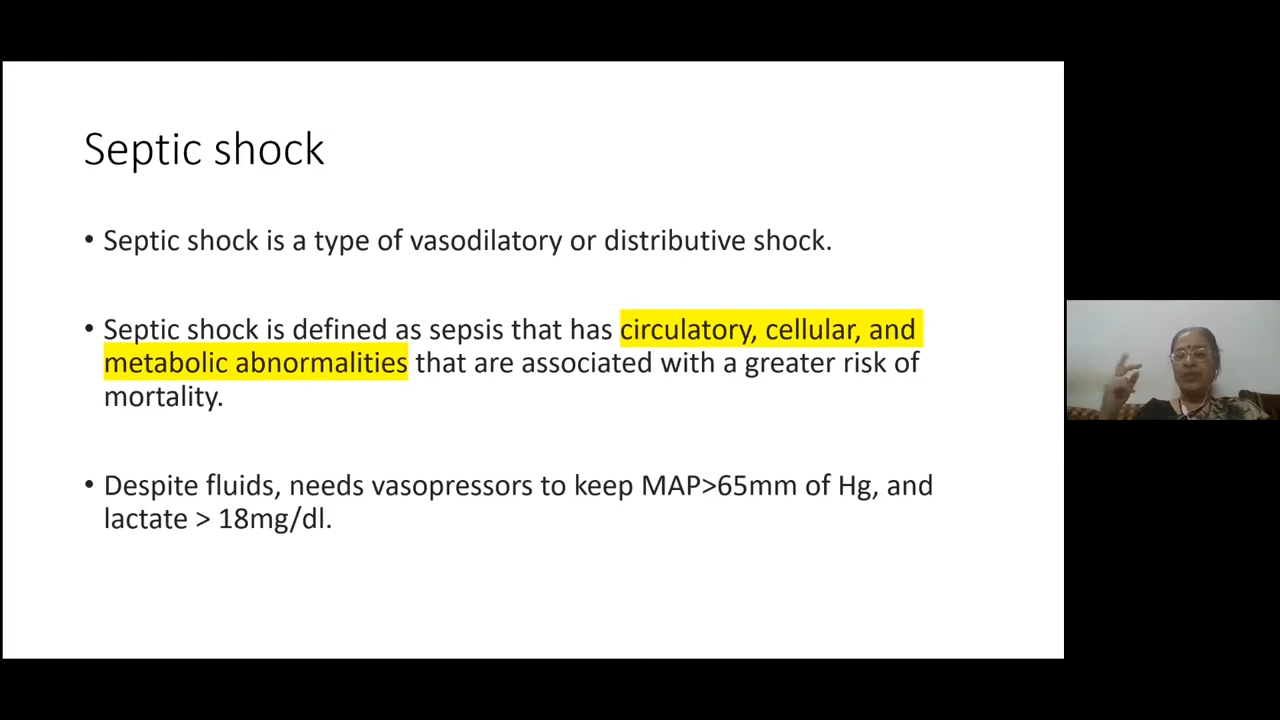 Septic shock
• Septic shock is a type of vasodilatory or distributive shock.
• Septic shock is defined as sepsis that has circulatory, cellular, and
metabolic abnormalities that are associated with a greater risk of
mortality.
• Despite fluids, needs vasopressors to keep MAP>65mm of Hg, and
lactate > 18mg/dl.